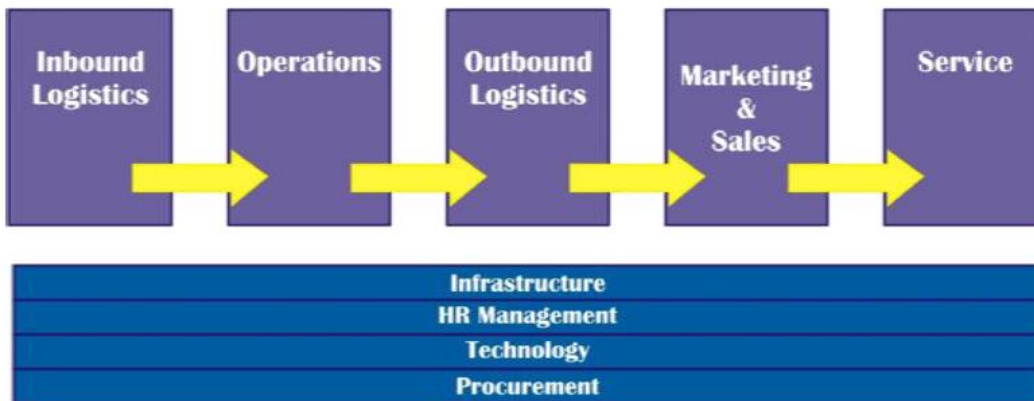 Inbound
Logistics
Operations
Outbound
Logistics
Marketing
&
Sales
Service
Infrastructure
HR Management
Technology
Procurement